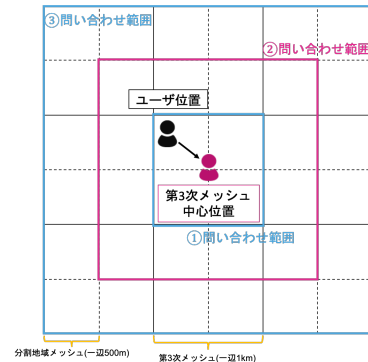 ③問い合わせ範囲
②問い合わせ範囲
ユーザ位置
第3次メッシュ
中心位置
①問い合わせ範囲
分割地域メッシュ(一辺500m)
第3次メッシュ(一辺1km)